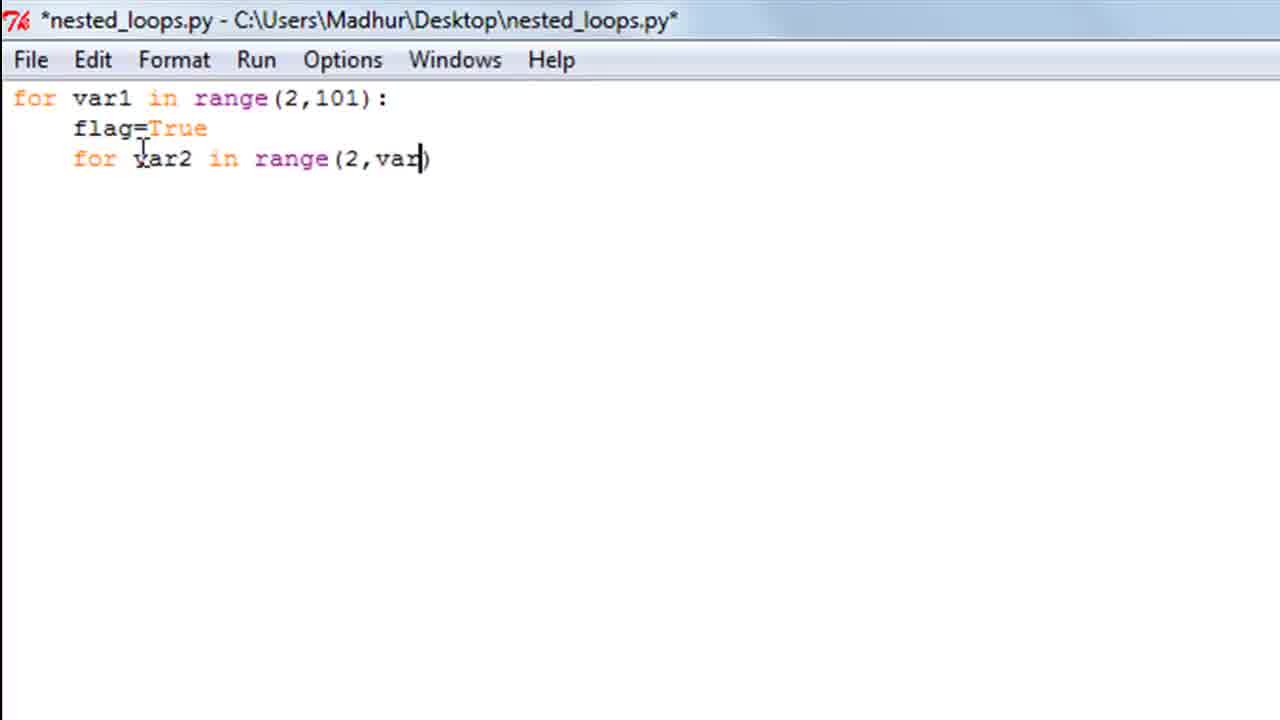 *nested_loops.py - C:\Users\Madhur\Desktop\nested_loops.py*
File Edit Format Run Options Windows Help
for var1 in range(2,101):
    flag=True
    for var2 in range(2,var)